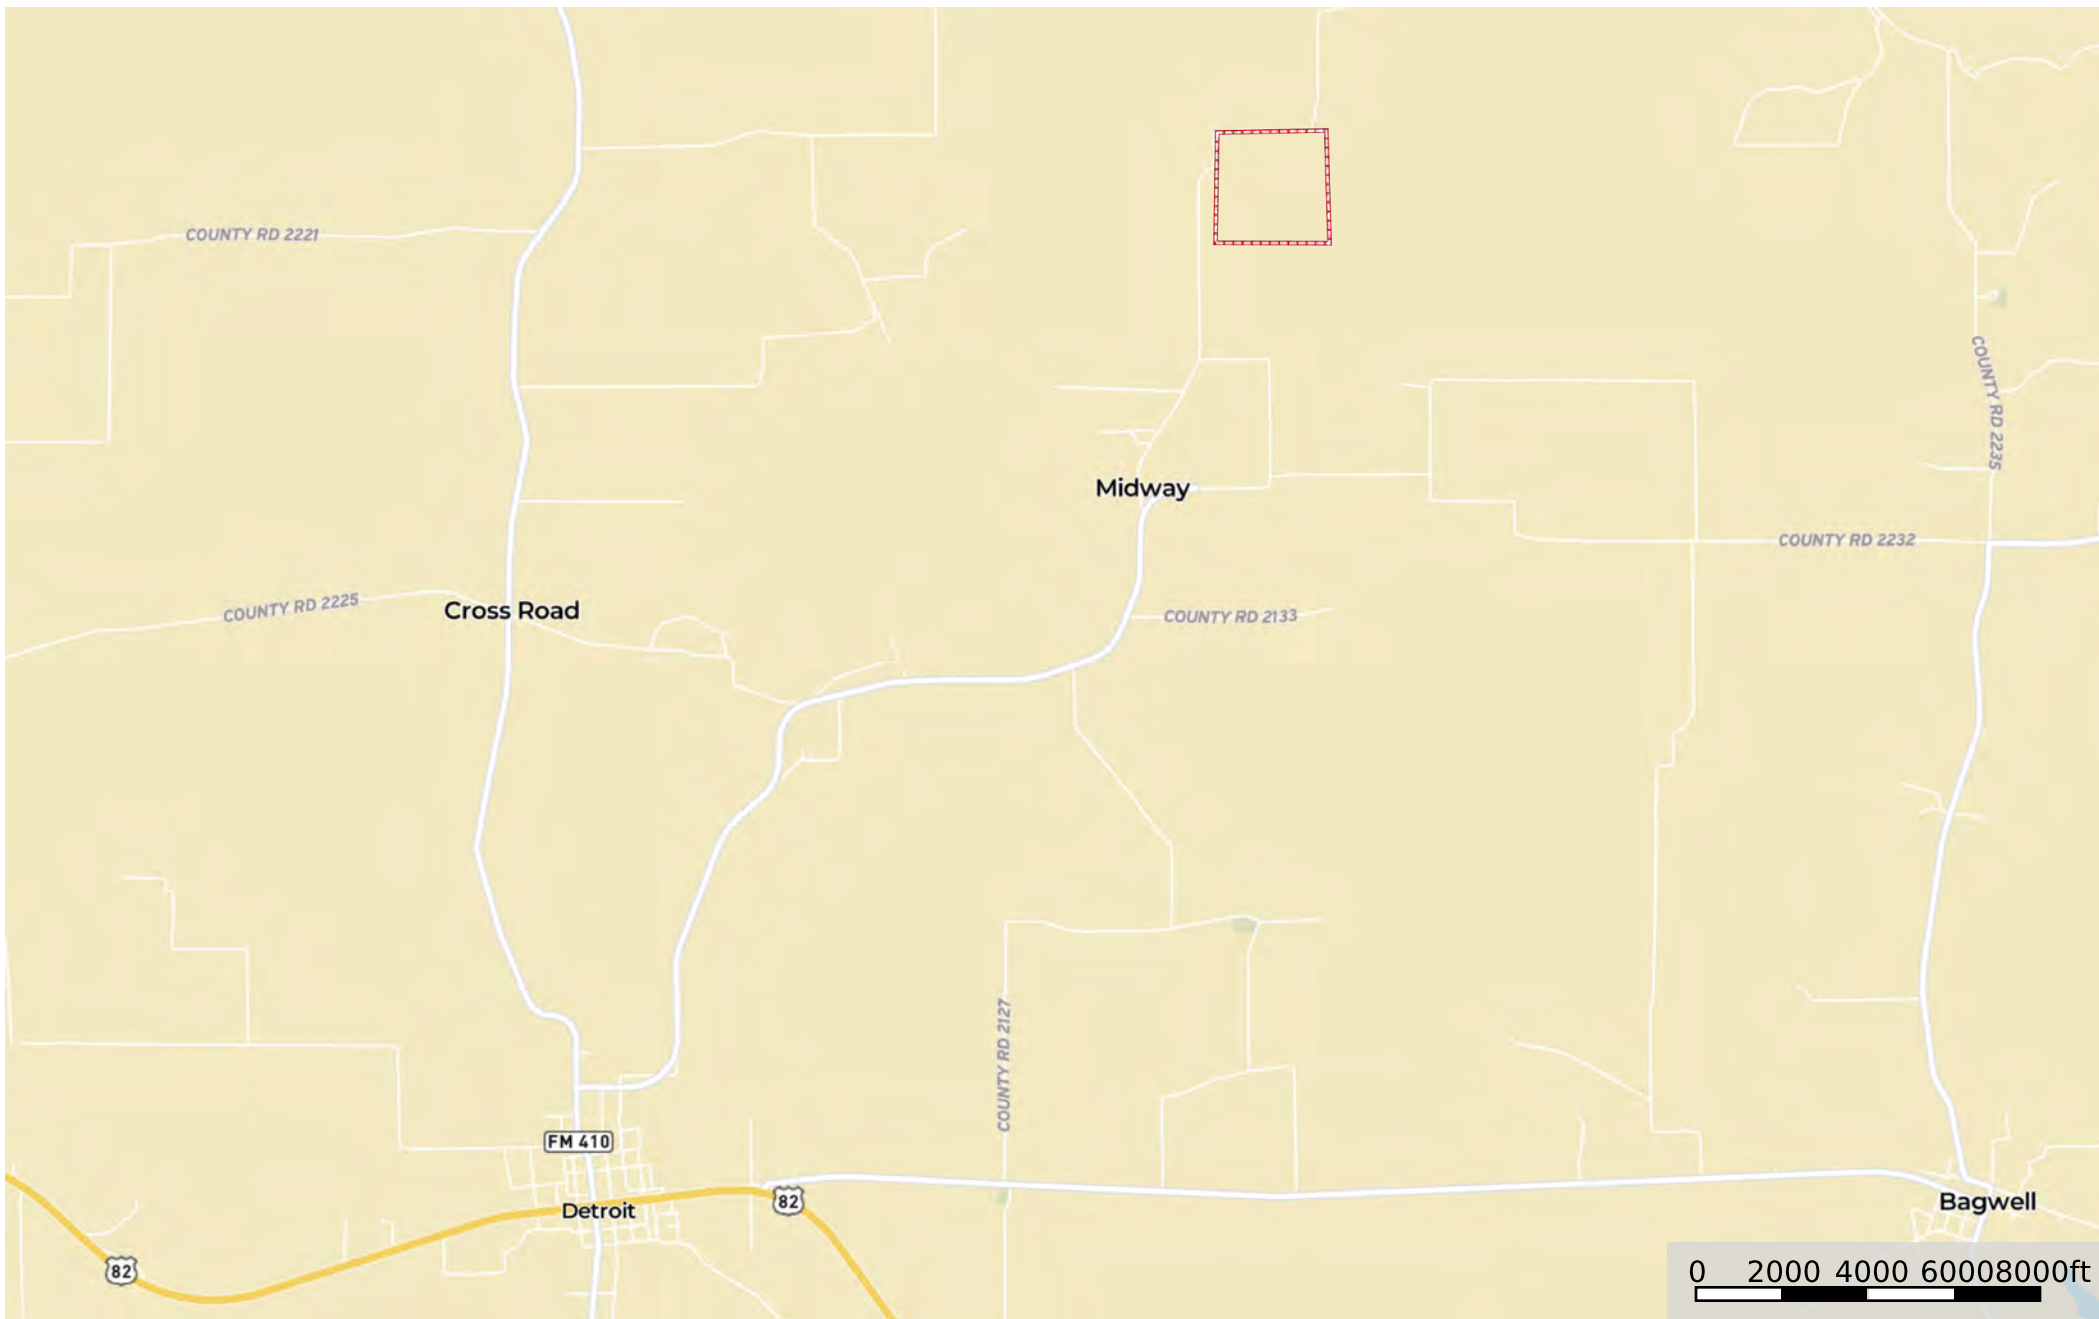 COUNTY RD 2221
COUNTY RD 2235
Midway
COUNTY RD 2232
COUNTY RD 2225
Cross Road
COUNTY RD 2133
COUNTY RD 2127
FM 410
Detroit
82
Bagwell
82
0 2000 4000 60008000ft